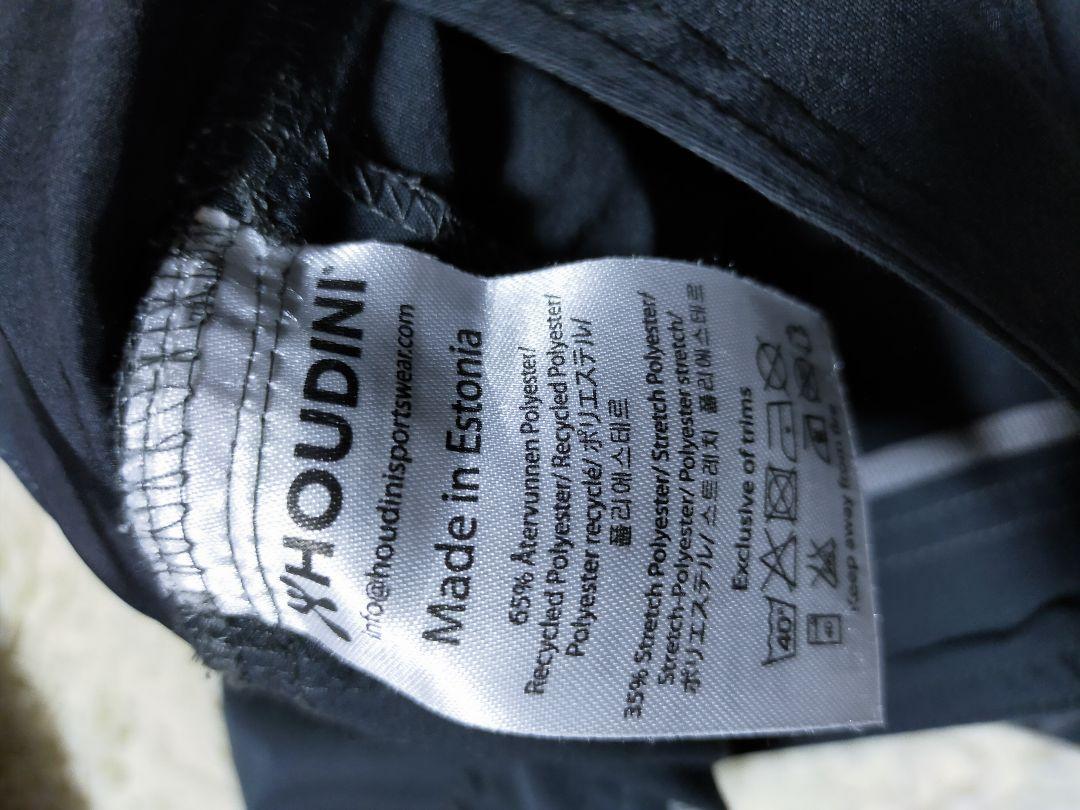 HOUDINI™
info@houdinisportswear.com
Made in Estonia
65% Återvunnen Polyester/
Recycled Polyester/ Recycled Polyester/
Polyester recycle/ ポリエステル/
폴리에스테르
35% Stretch Polyester/ Stretch Polyester/
Stretch-Polyester/ Polyester stretch/
ポリエステル/ 스트레치 폴리에스테르
Exclusive of trims
40°
40
Keep away from fire